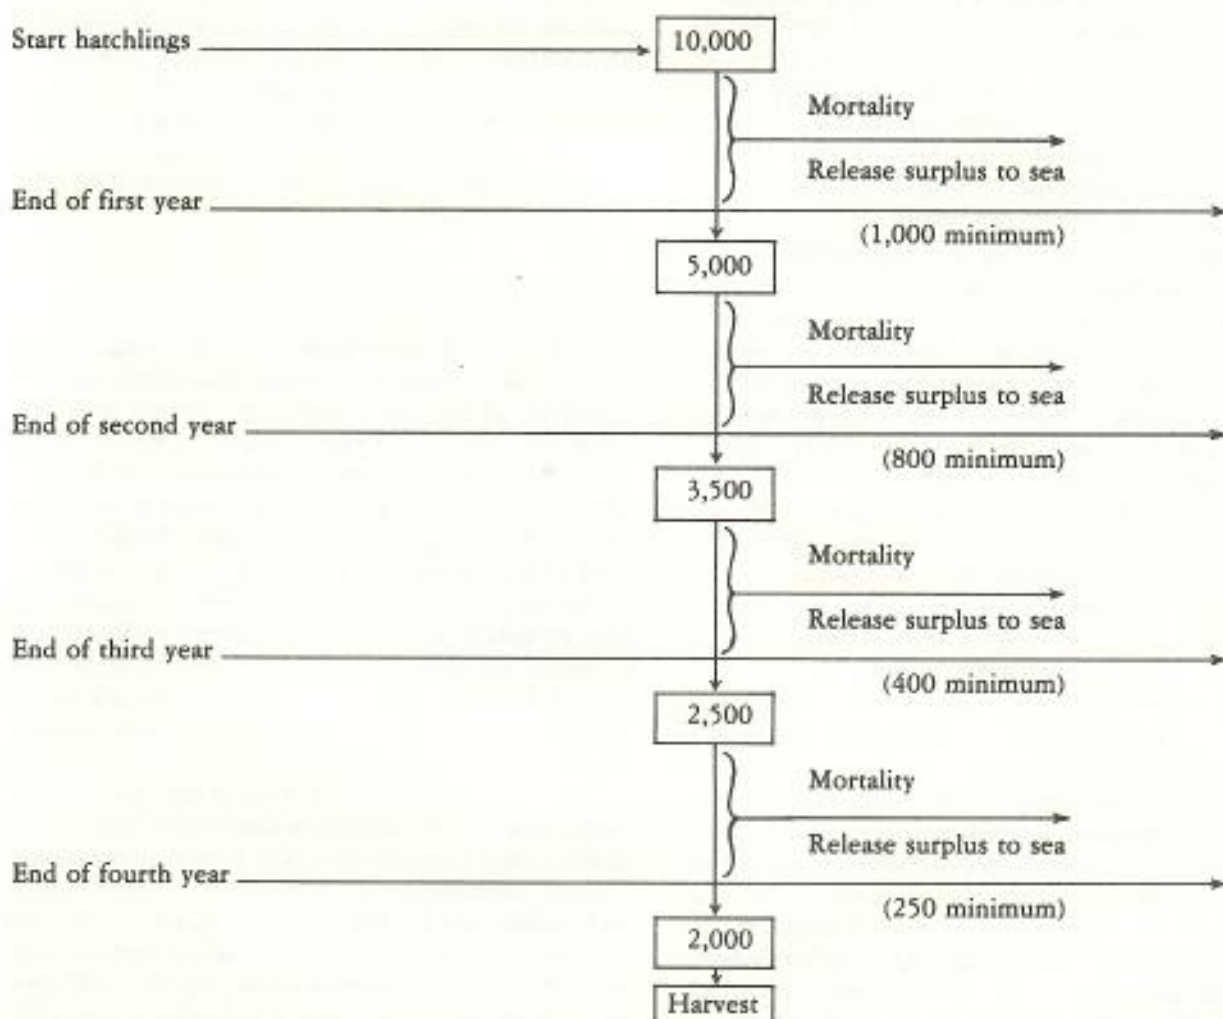 Start hatchlings
10,000
Mortality
Release surplus to sea
End of first year
(1,000 minimum)
5,000
Mortality
Release surplus to sea
End of second year
(800 minimum)
3,500
Mortality
Release surplus to sea
End of third year
(400 minimum)
2,500
Mortality
Release surplus to sea
End of fourth year
(250 minimum)
2,000
Harvest